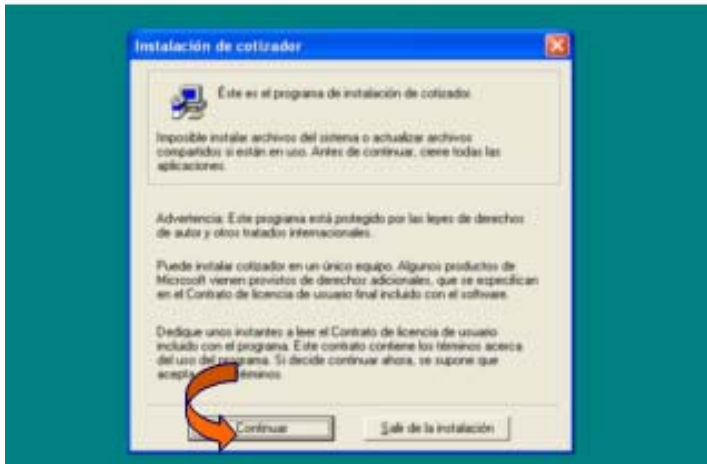 Instalación de cotizador
Éste es el programa de instalación de cotizador.
Imposible instalar archivos del sistema o actualizar archivos
compartidos si están en uso. Antes de continuar, cierre todas las
aplicaciones.
Advertencia: Este programa está protegido por las leyes de derechos
de autor y otros tratados internacionales.
Puede instalar cotizador en un único equipo. Algunos productos de
Microsoft vienen provistos de derechos adicionales, que se especifican
en el Contrato de licencia de usuario final incluido con el software.
Dedique unos instantes a leer el Contrato de licencia de usuario
incluido con el programa. Este contrato contiene los términos acerca
del uso del programa. Si decide continuar ahora, se supone que
acepta términos.
Continuar
Salir de la instalación